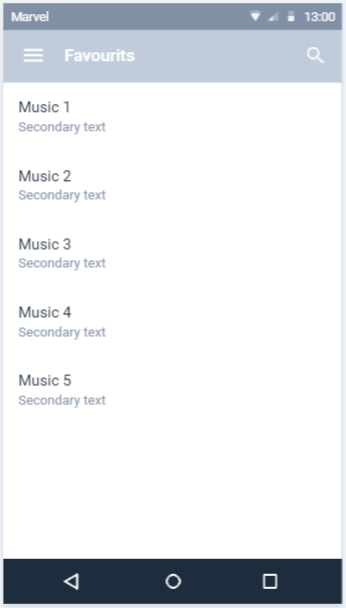 Marvel 13:00
Favourits
Music 1
Secondary text
Music 2
Secondary text
Music 3
Secondary text
Music 4
Secondary text
Music 5
Secondary text